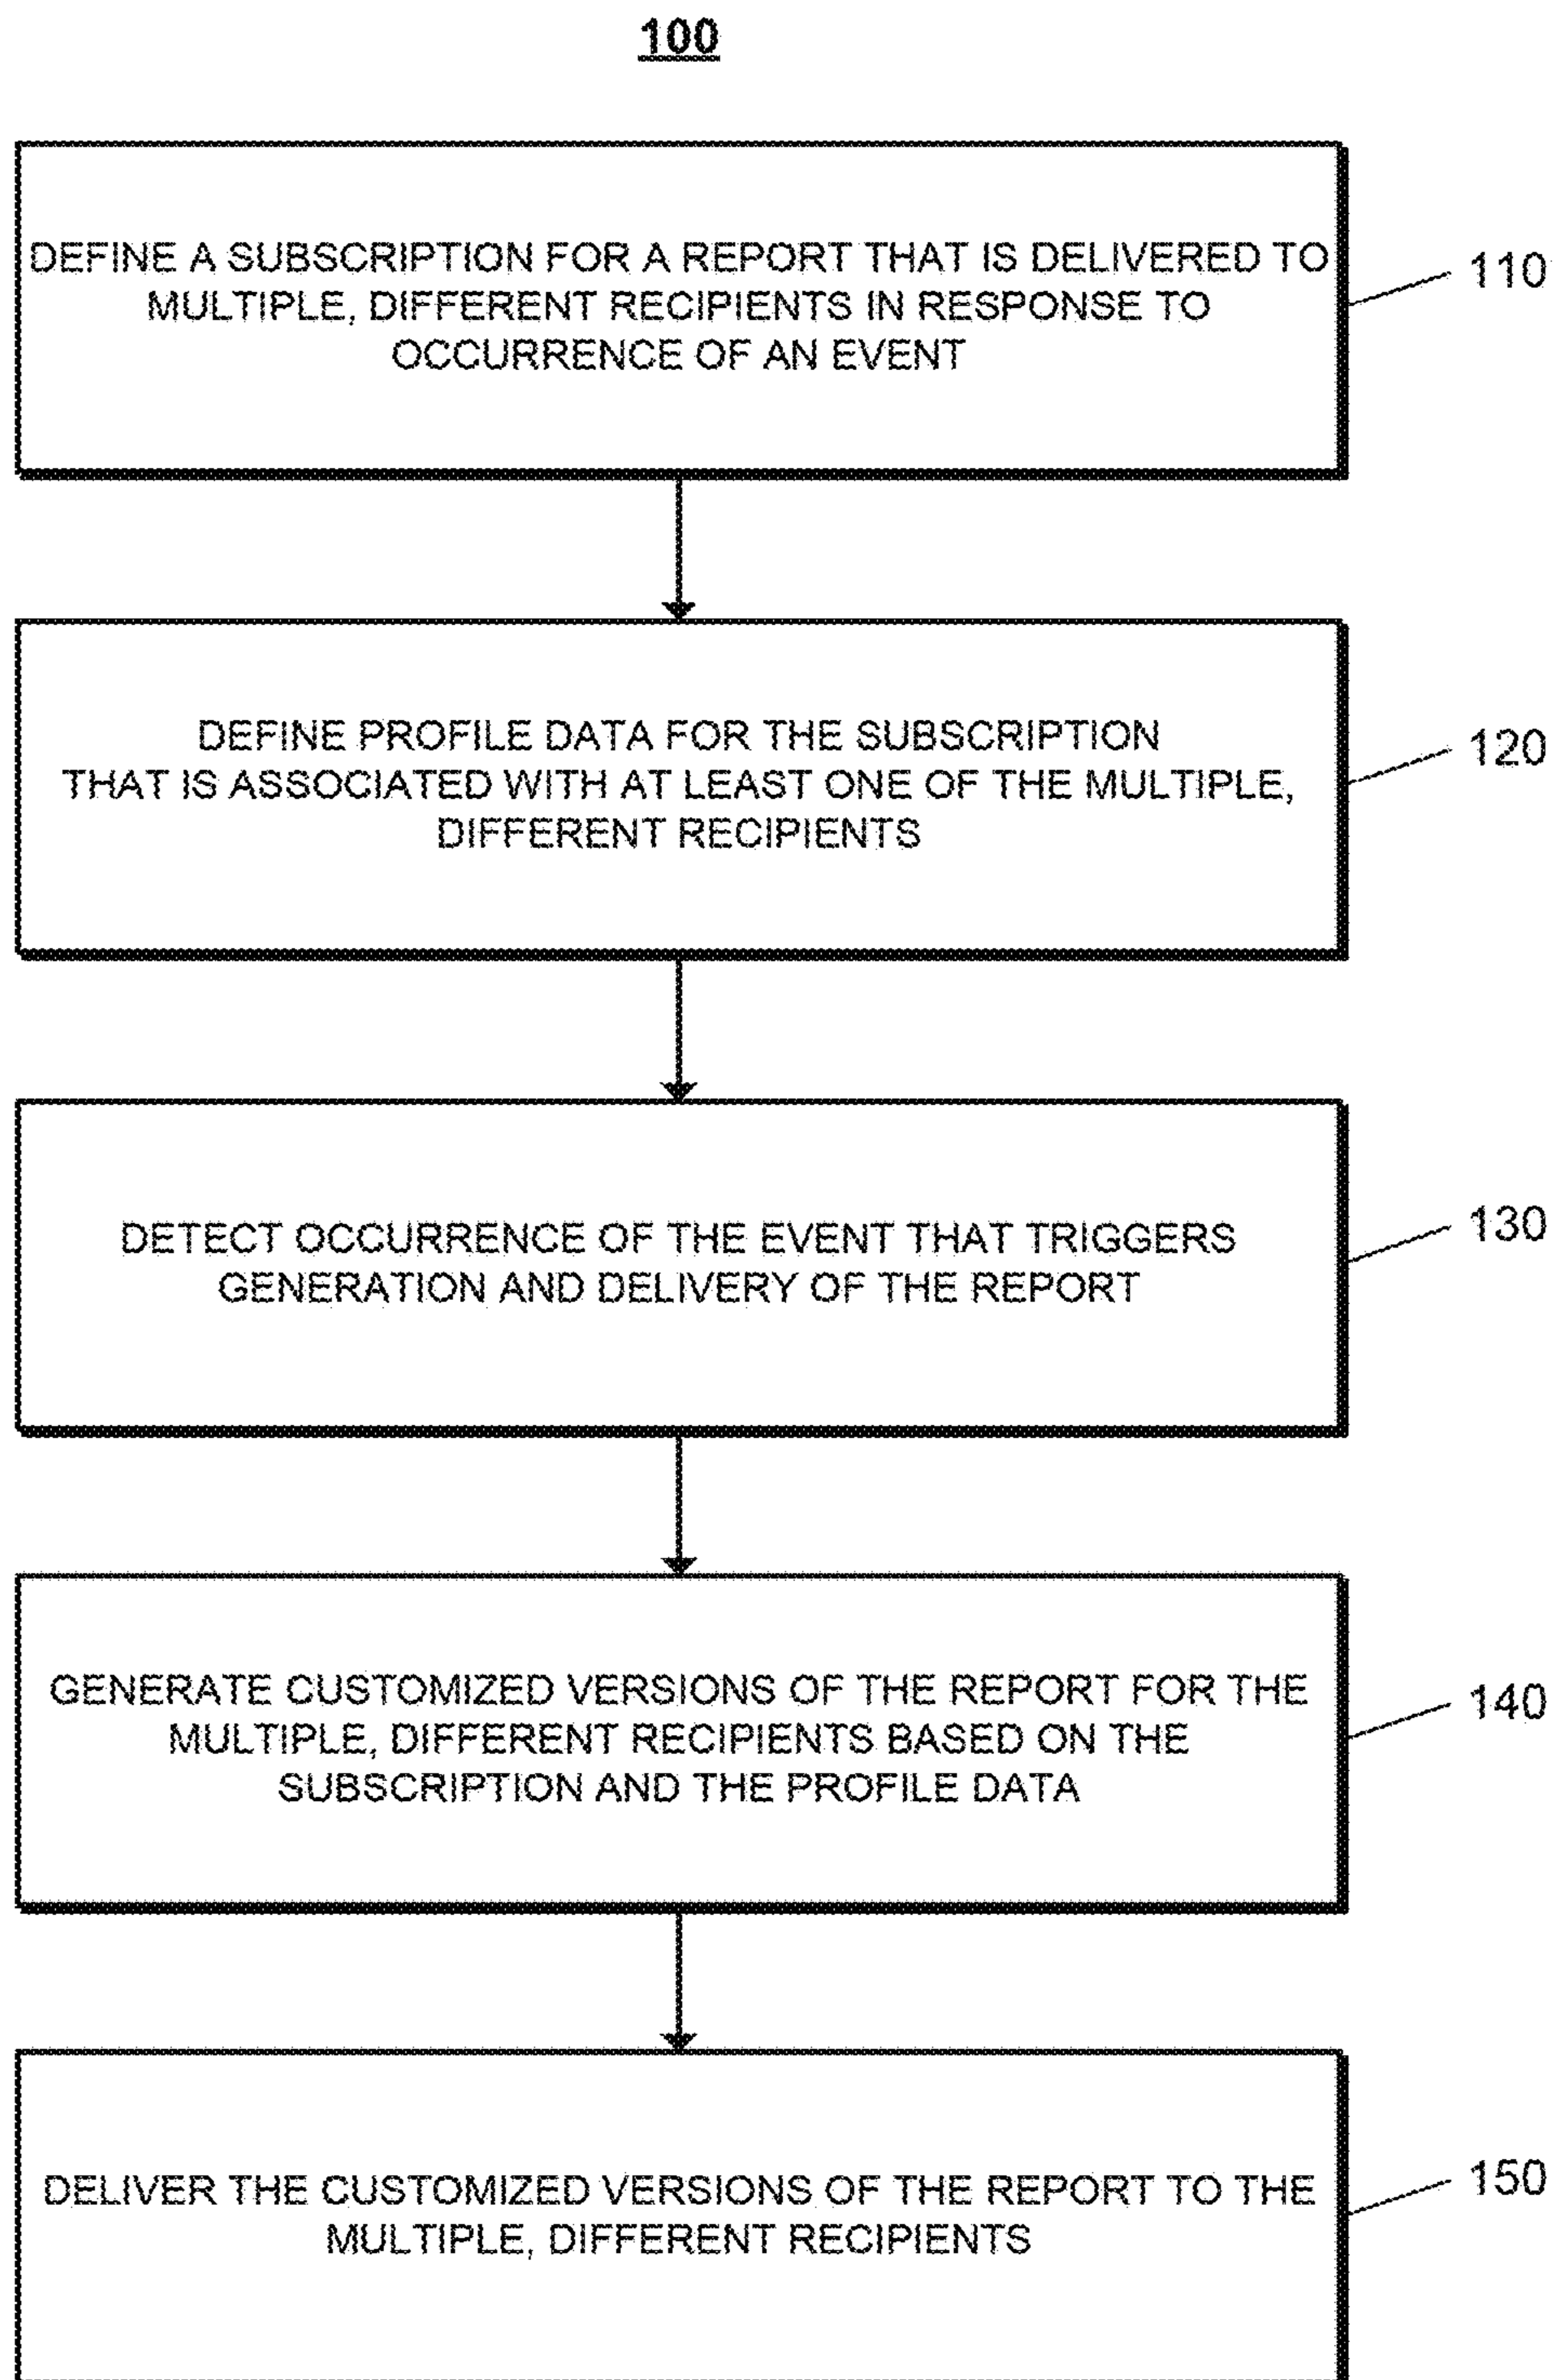 100
DEFINE A SUBSCRIPTION FOR A REPORT THAT IS DELIVERED TO
MULTIPLE, DIFFERENT RECIPIENTS IN RESPONSE TO
OCCURRENCE OF AN EVENT
110
DEFINE PROFILE DATA FOR THE SUBSCRIPTION
THAT IS ASSOCIATED WITH AT LEAST ONE OF THE MULTIPLE,
DIFFERENT RECIPIENTS
120
DETECT OCCURRENCE OF THE EVENT THAT TRIGGERS
GENERATION AND DELIVERY OF THE REPORT
130
GENERATE CUSTOMIZED VERSIONS OF THE REPORT FOR THE
MULTIPLE, DIFFERENT RECIPIENTS BASED ON THE
SUBSCRIPTION AND THE PROFILE DATA
140
DELIVER THE CUSTOMIZED VERSIONS OF THE REPORT TO THE
MULTIPLE, DIFFERENT RECIPIENTS
150